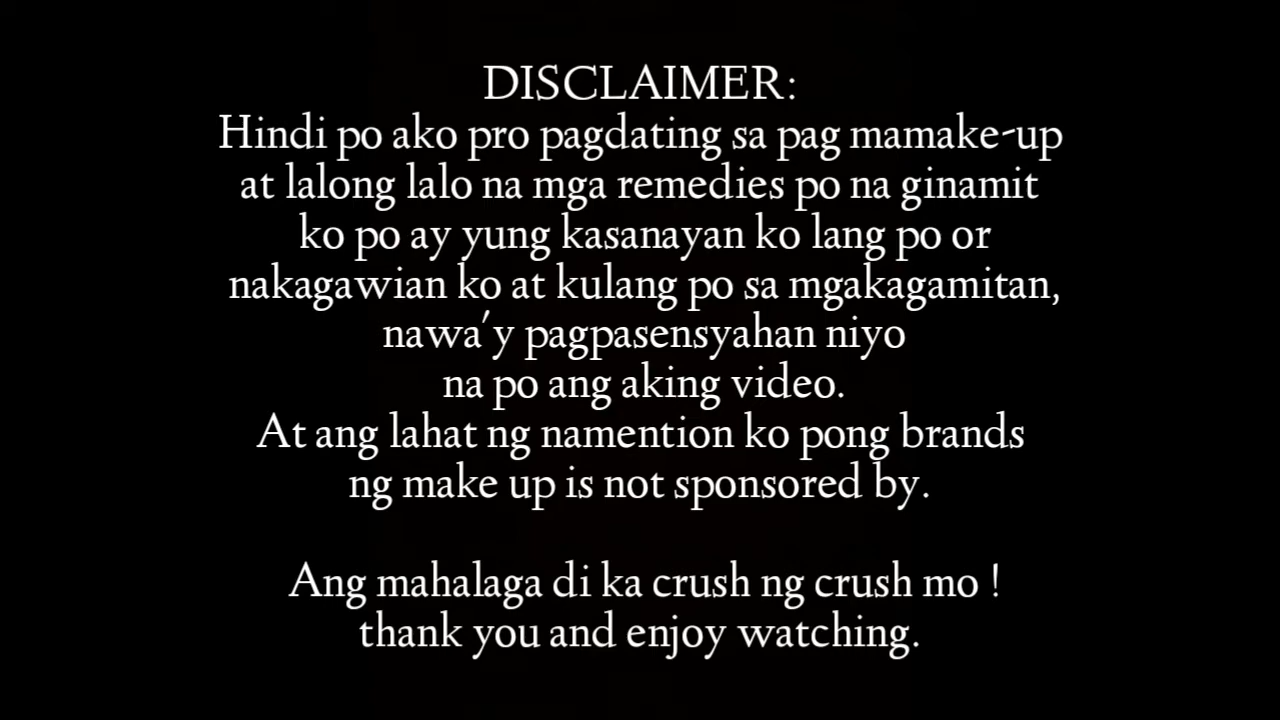 DISCLAIMER:
Hindi po ako pro pagdating sa pag mamake-up
at lalong lalo na mga remedies po na ginamit
ko po ay yung kasanayan ko lang po or
nakagawian ko at kulang po sa mgakagamitan,
nawa'y pagpasensyahan niyo
na po ang aking video.
At ang lahat ng namention ko pong brands
ng make up is not sponsored by.
Ang mahalaga di ka crush ng crush mo !
thank you and enjoy watching.